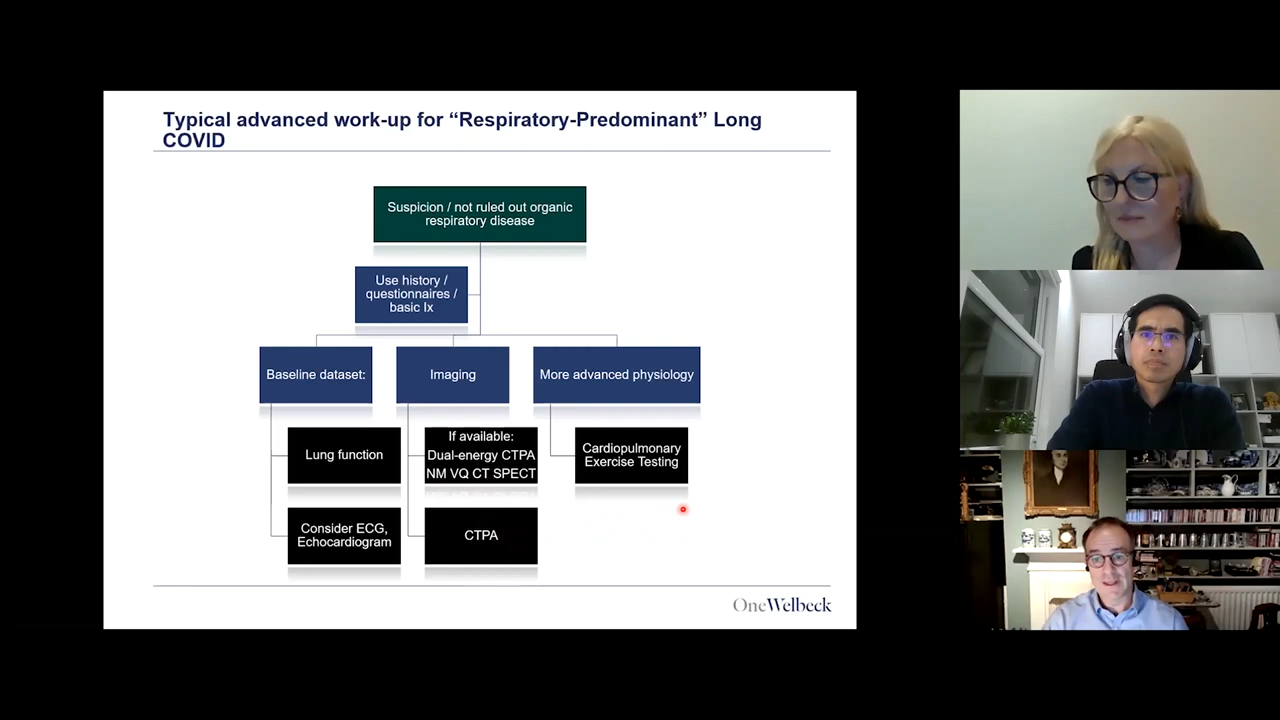 Typical advanced work-up for “Respiratory-Predominant” Long
COVID
Suspicion / not ruled out organic
respiratory disease
Use history /
questionnaires /
basic Ix
Baseline dataset:
Imaging
More advanced physiology
Lung function
If available:
Dual-energy CTPA
NM VQ CT SPECT
Cardiopulmonary
Exercise Testing
Consider ECG,
Echocardiogram
CTPA
OneWelbeck